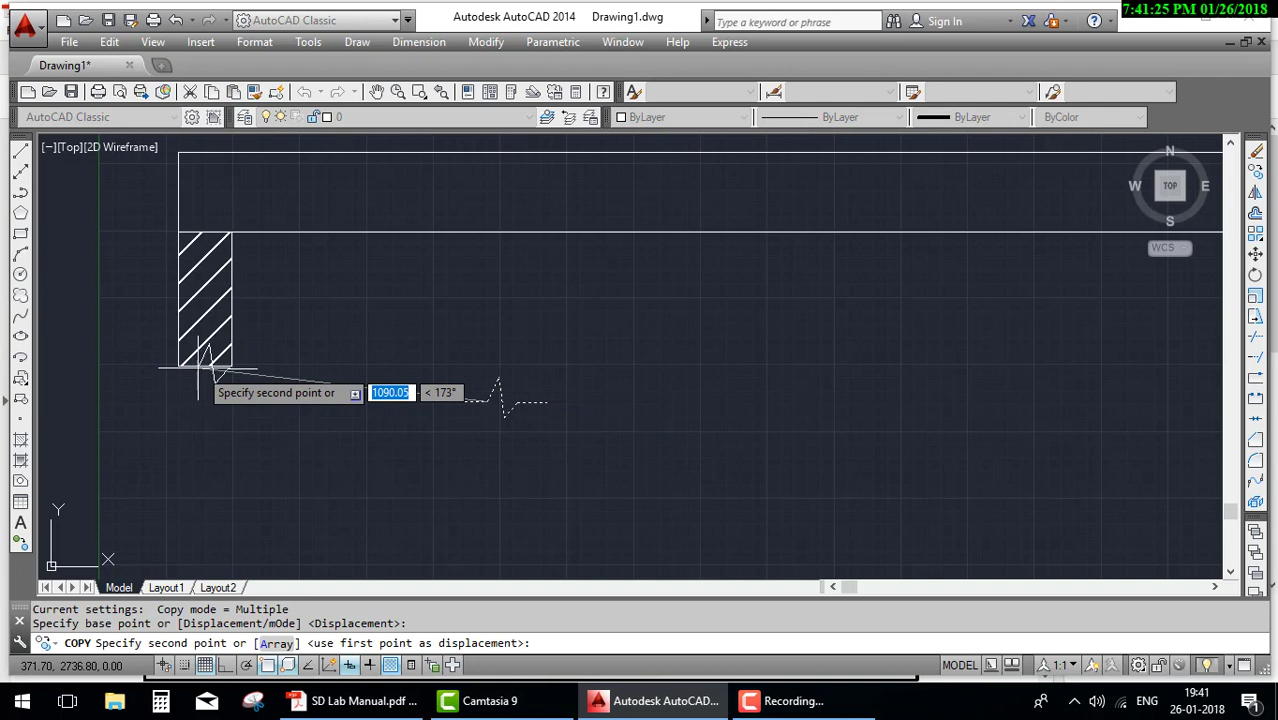 7:41:25 PM 01/26/2018
AutoCAD Classic
Autodesk AutoCAD 2014 Drawing1.dwg
Type a keyword or phrase
Sign In
File Edit View Insert Format Tools Draw Dimension Modify Parametric Window Help Express
Drawing1*
AutoCAD Classic
0
ByLayer
ByLayer
ByLayer
ByColor
[−][Top][2D Wireframe]
N
W TOP E
S
WCS
Specify second point or 1090.05 < 173°
Y
X
Model Layout1 Layout2
Current settings: Copy mode = Multiple
Specify base point or [Displacement/mOde] <Displacement>:
COPY Specify second point or [Array] <use first point as displacement>:
371.70, 2736.80, 0.00
MODEL
1:1
SD Lab Manual.pdf ...
Camtasia 9
Autodesk AutoCAD...
Recording...
ENG
19:41
26-01-2018
1